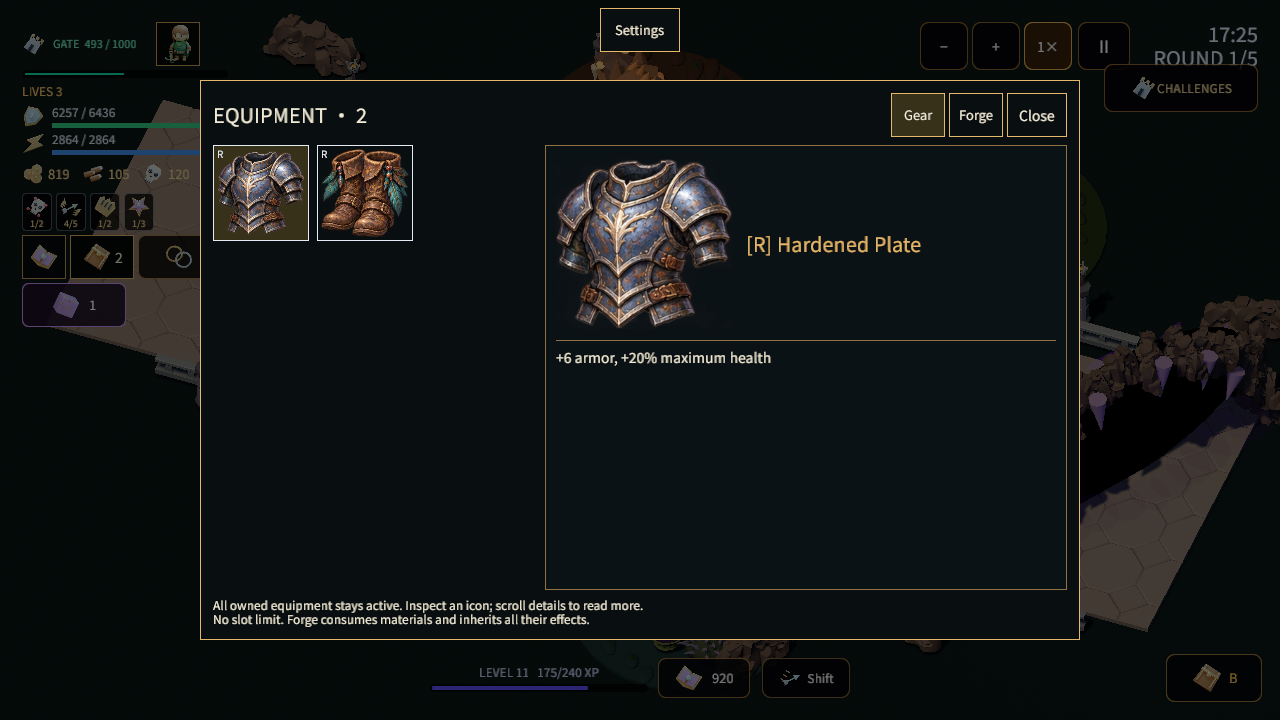 Settings
GATE 493 / 1000
17:25
ROUND 1/5
− + 1× II
CHALLENGES
LIVES 3
6257 / 6436
2864 / 2864
819 105 120
1/2 4/5 1/2 1/3
2
1
EQUIPMENT • 2
Gear Forge Close
R R
[R] Hardened Plate
+6 armor, +20% maximum health
All owned equipment stays active. Inspect an icon; scroll details to read more.
No slot limit. Forge consumes materials and inherits all their effects.
LEVEL 11 175/240 XP
920
Shift
B